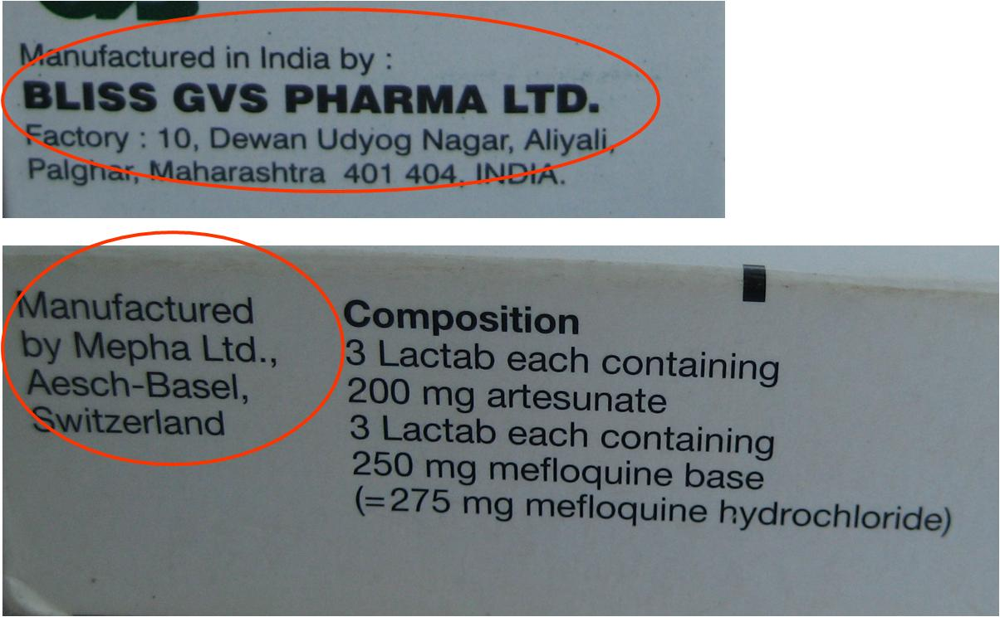 Manufactured in India by :
BLISS GVS PHARMA LTD.
Factory : 10, Dewan Udyog Nagar, Aliyali,
Palghar, Maharashtra 401 404, INDIA.
Manufactured
by Mepha Ltd.,
Aesch-Basel,
Switzerland
Composition
3 Lactab each containing
200 mg artesunate
3 Lactab each containing
250 mg mefloquine base
(=275 mg mefloquine hydrochloride)